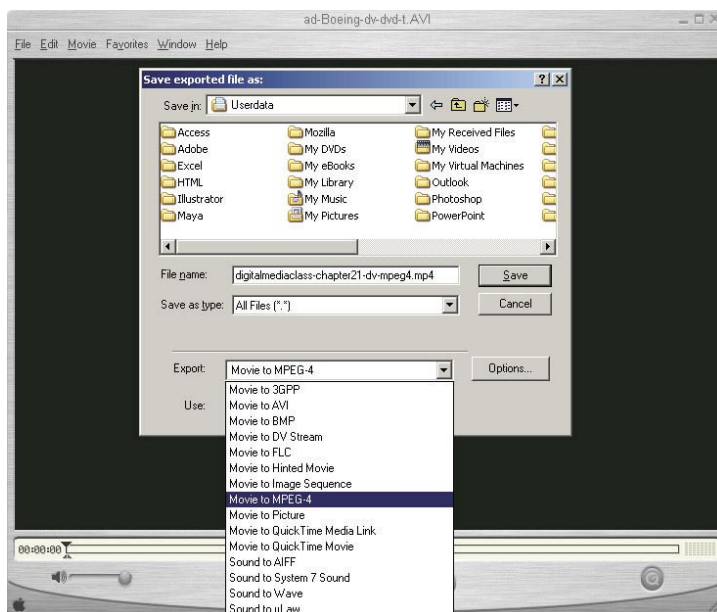 ad-Boeing-dv-dvd-t.AVI
File Edit Movie Favorites Window Help
Save exported file as:
Save in: Userdata
Access
Adobe
Excel
HTML
Illustrator
Maya
Mozilla
My DVDs
My eBooks
My Library
My Music
My Pictures
My Received Files
My Videos
My Virtual Machines
Outlook
Photoshop
PowerPoint
File name: digitalmediaclass-chapter21-dv-mpeg4.mp4 Save
Save as type: All Files (*.*) Cancel
Export: Movie to MPEG-4 Options...
Use:
Movie to 3GPP
Movie to AVI
Movie to BMP
Movie to DV Stream
Movie to FLC
Movie to Hinted Movie
Movie to Image Sequence
Movie to MPEG-4
Movie to Picture
Movie to QuickTime Media Link
Movie to QuickTime Movie
Sound to AIFF
Sound to System 7 Sound
Sound to Wave
Sound to uLaw
00:00:00